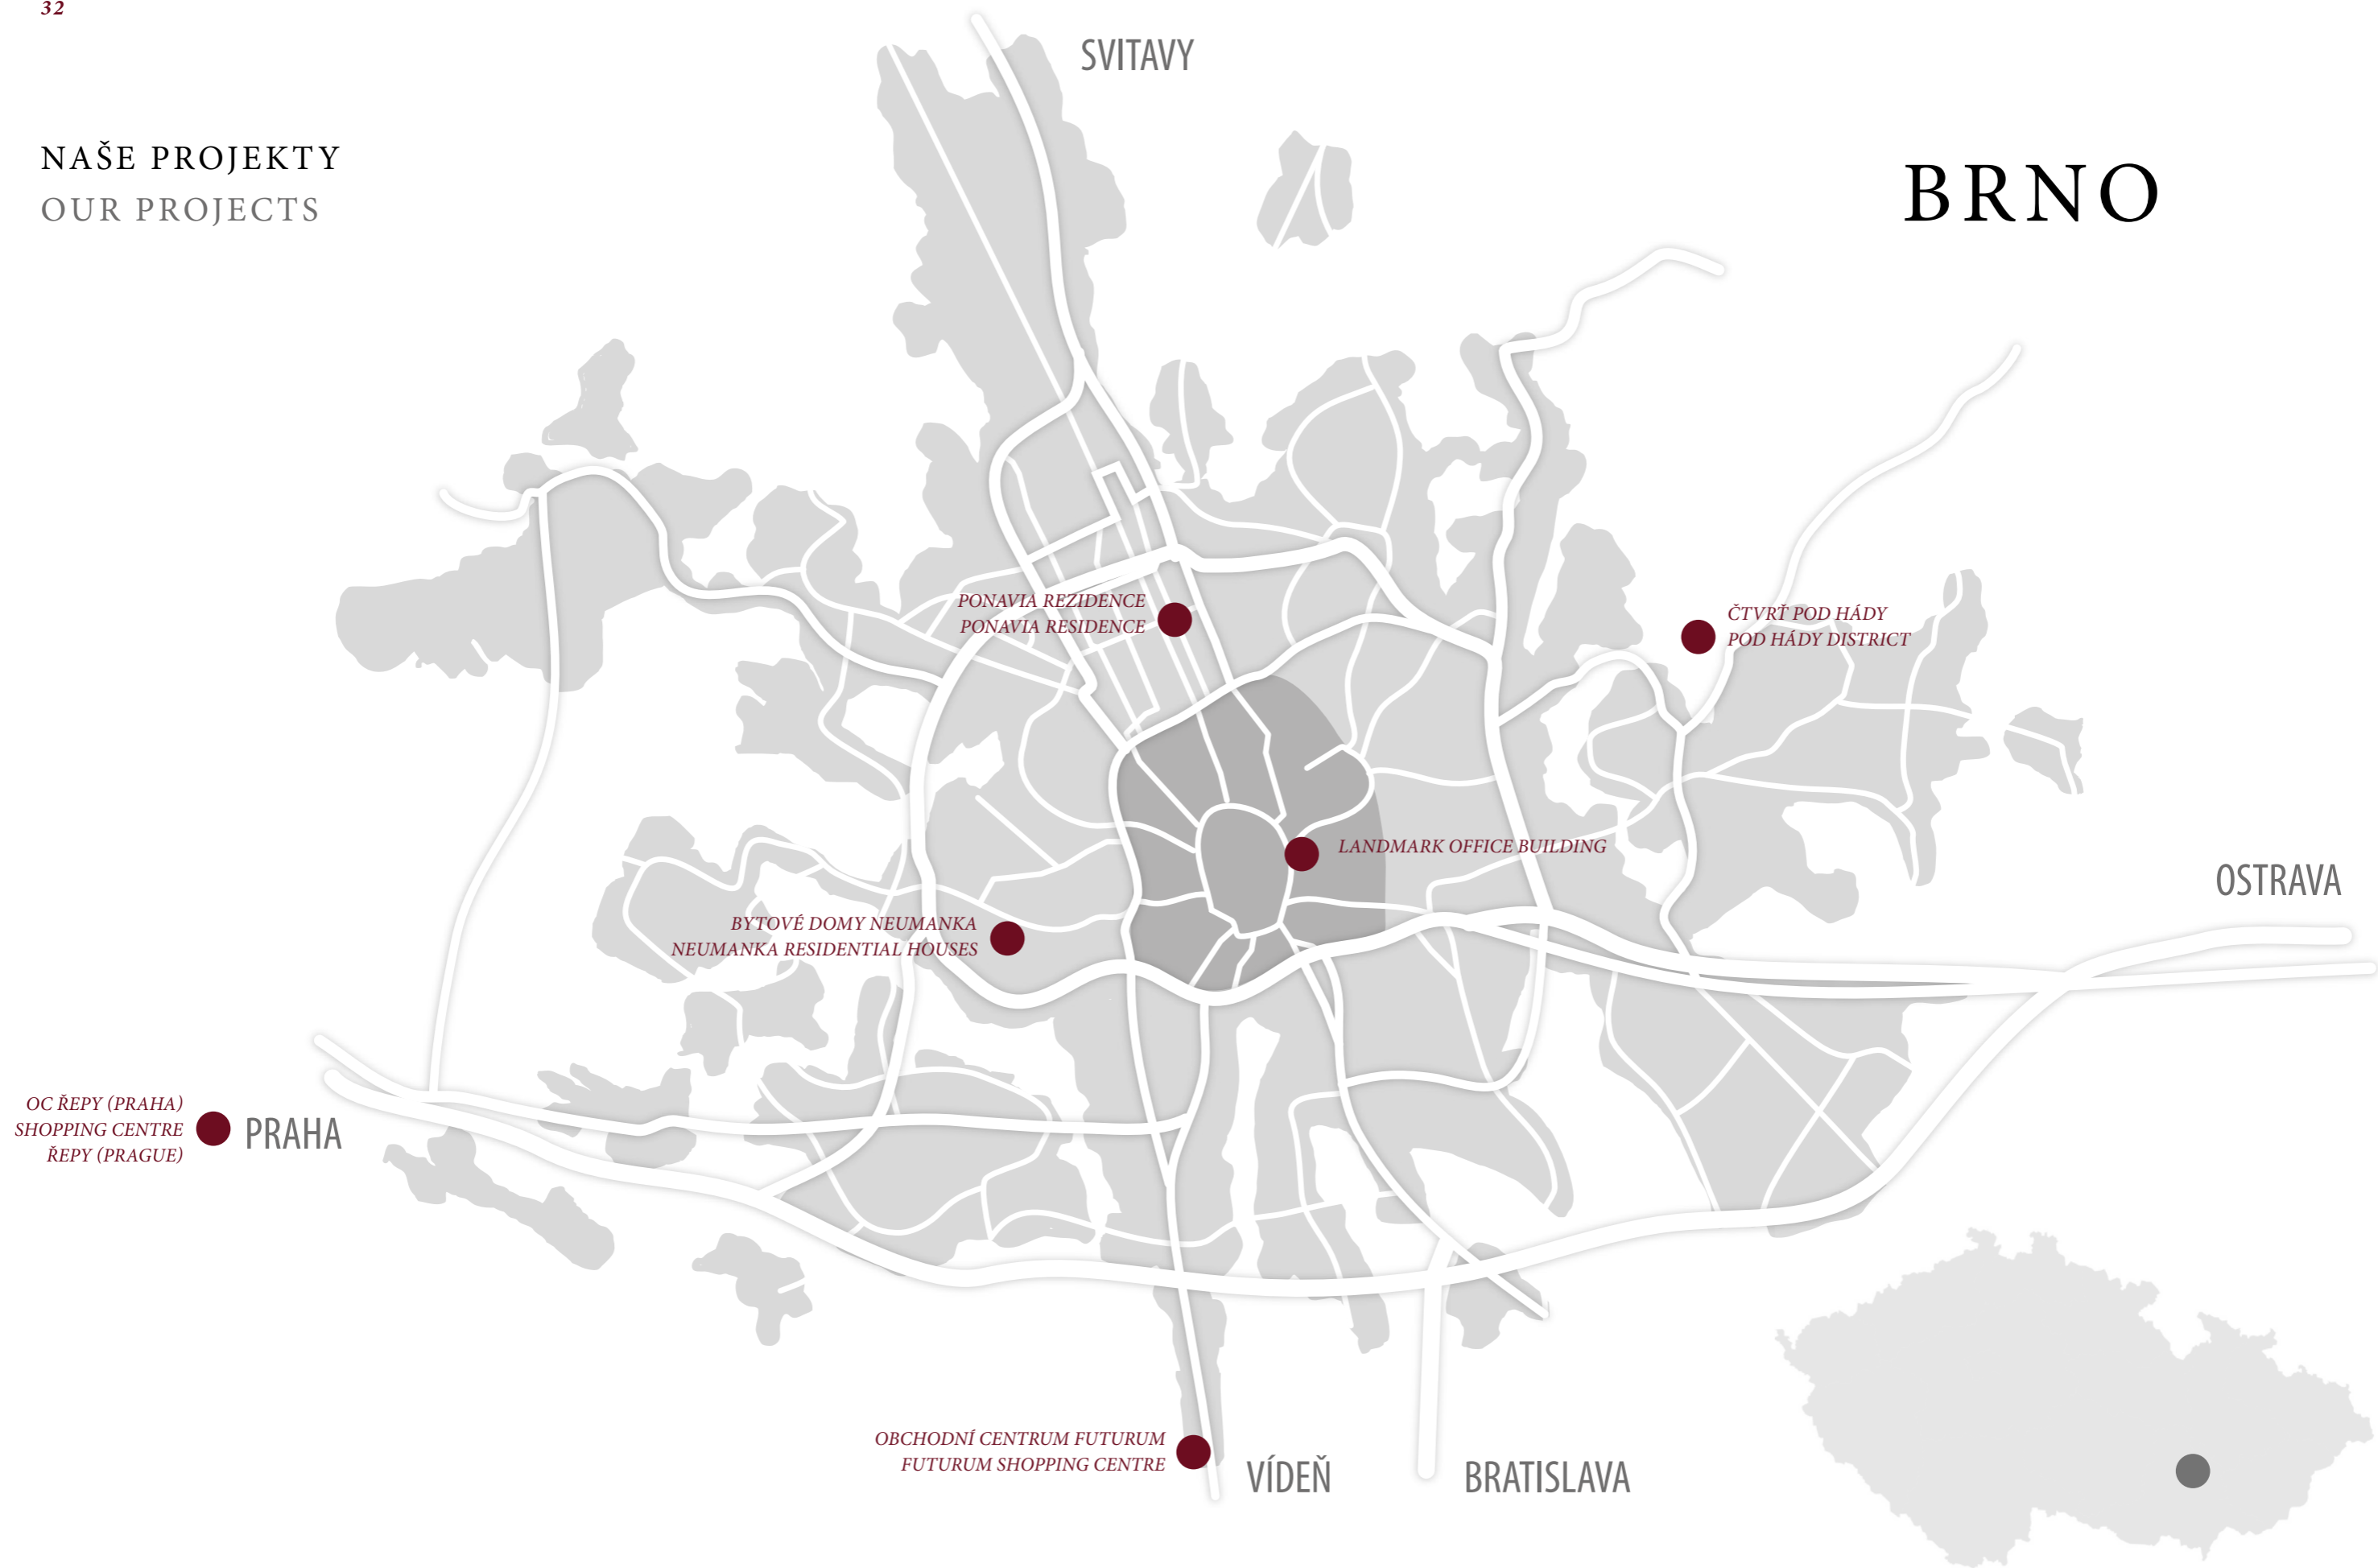 32
SVITAVY
NAŠE PROJEKTY
OUR PROJECTS
BRNO
PONAVIA REZIDENCE
PONAVIA RESIDENCE
ČTVRŤ POD HÁDY
POD HÁDY DISTRICT
LANDMARK OFFICE BUILDING
OSTRAVA
BYTOVÉ DOMY NEUMANKA
NEUMANKA RESIDENTIAL HOUSES
OC ŘEPY (PRAHA)
SHOPPING CENTRE
ŘEPY (PRAGUE)
PRAHA
OBCHODNÍ CENTRUM FUTURUM
FUTURUM SHOPPING CENTRE
VÍDEŇ
BRATISLAVA